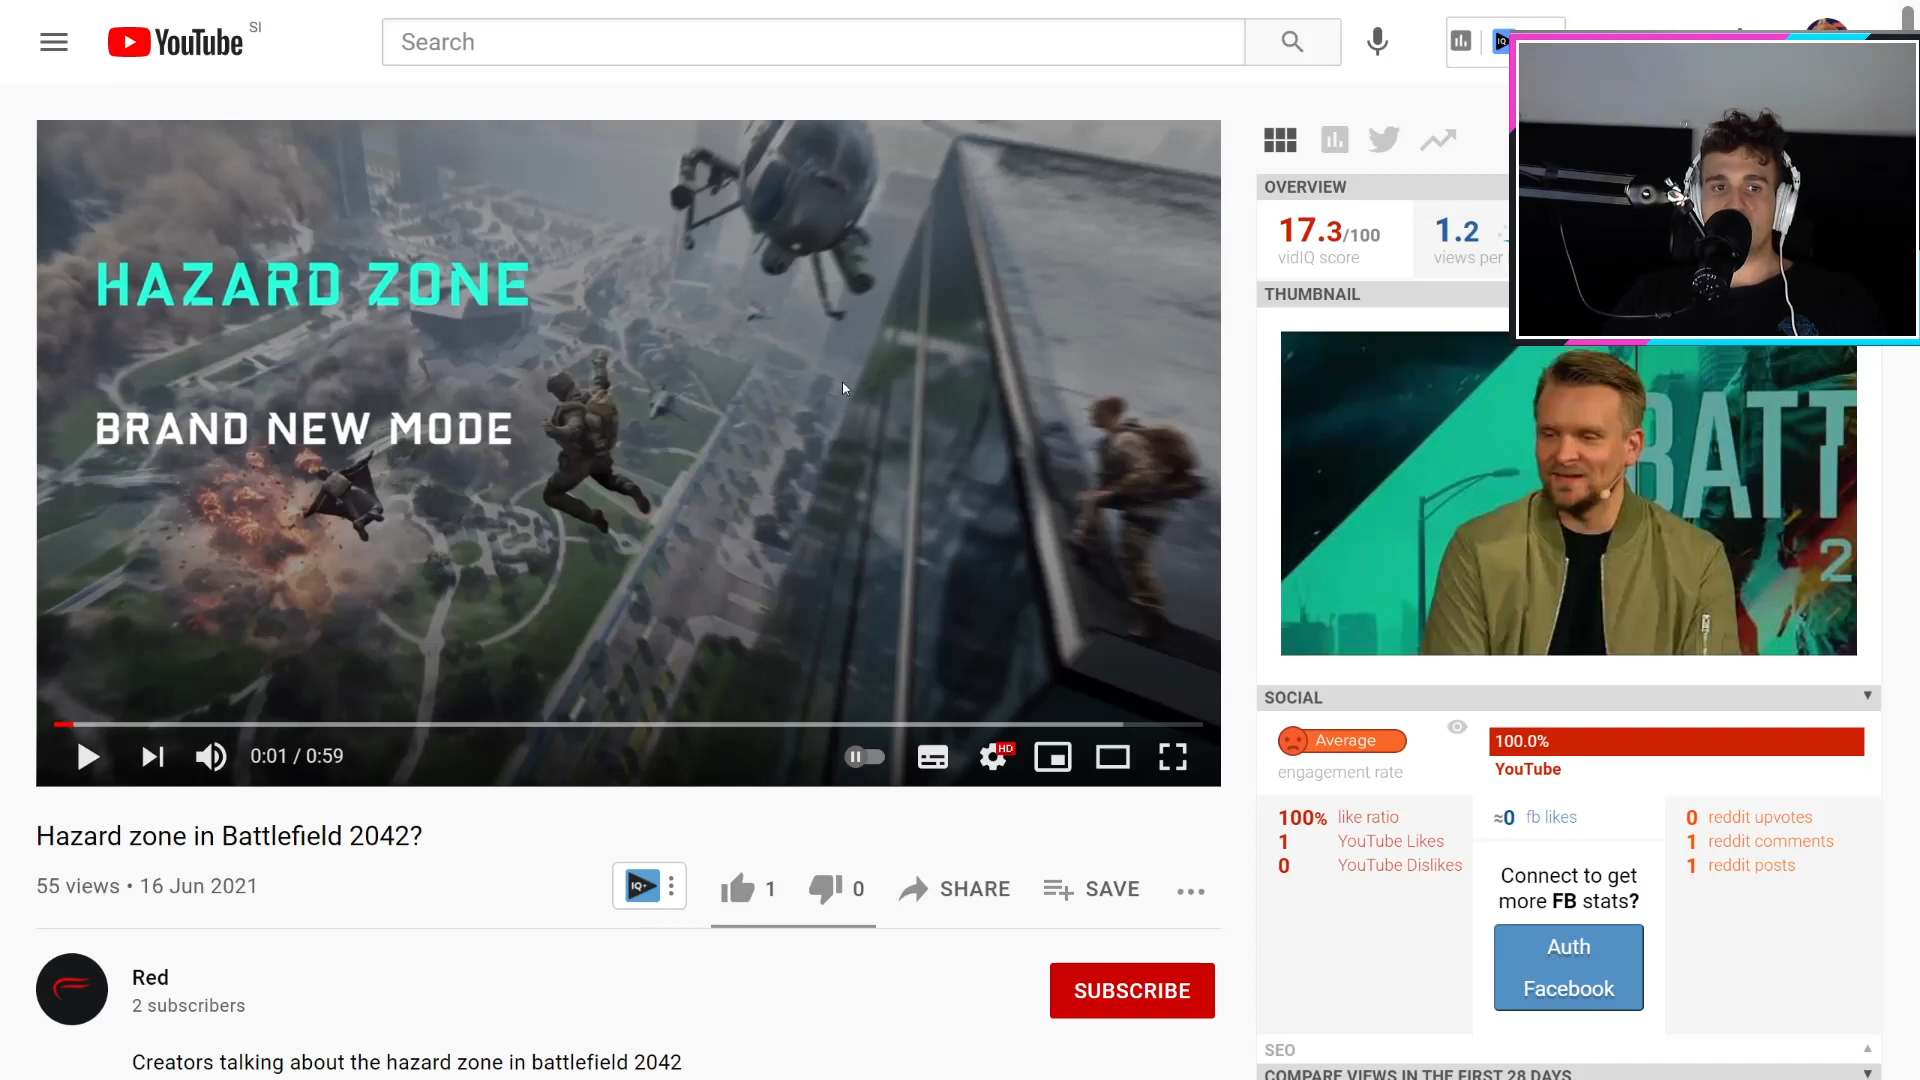 YouTube SI
Search
IQ
HAZARD ZONE
BRAND NEW MODE
0:01 / 0:59
HD
Hazard zone in Battlefield 2042?
55 views • 16 Jun 2021
IQ+
1
0
SHARE
SAVE
Red
2 subscribers
SUBSCRIBE
Creators talking about the hazard zone in battlefield 2042
OVERVIEW
17.3/100
vidIQ score
1.2
views per
THUMBNAIL
BATT
2
SOCIAL
Average
engagement rate
100.0%
YouTube
100% like ratio
1 YouTube Likes
0 YouTube Dislikes
≈0 fb likes
Connect to get
more FB stats?
Auth
Facebook
0 reddit upvotes
1 reddit comments
1 reddit posts
SEO
COMPARE VIEWS IN THE FIRST 28 DAYS